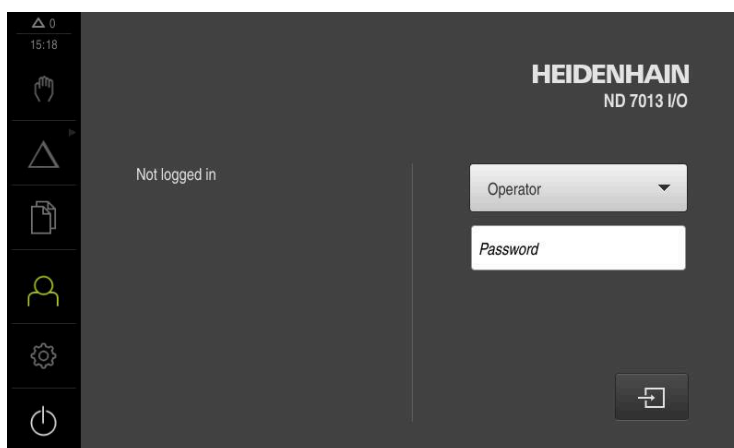 0
15:18
HEIDENHAIN
ND 7013 I/O
Not logged in
Operator
Password